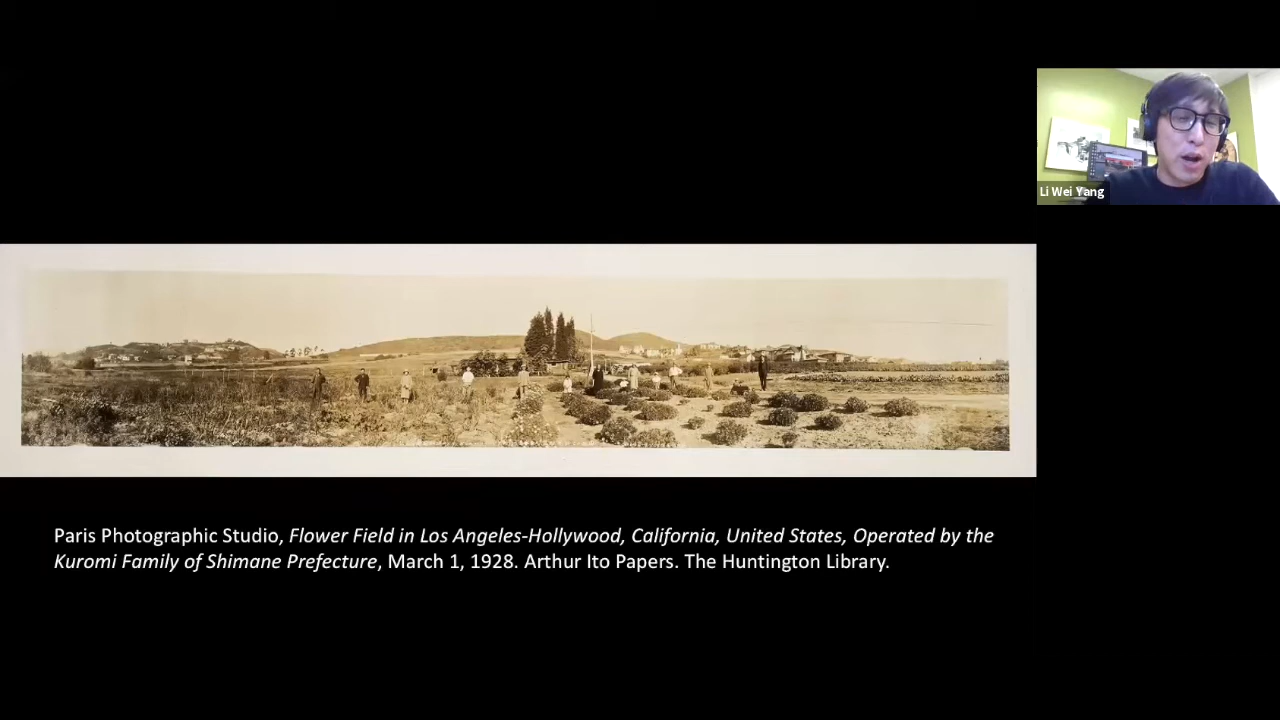 Li Wei Yang
Paris Photographic Studio, Flower Field in Los Angeles-Hollywood, California, United States, Operated by the
Kuromi Family of Shimane Prefecture, March 1, 1928. Arthur Ito Papers. The Huntington Library.